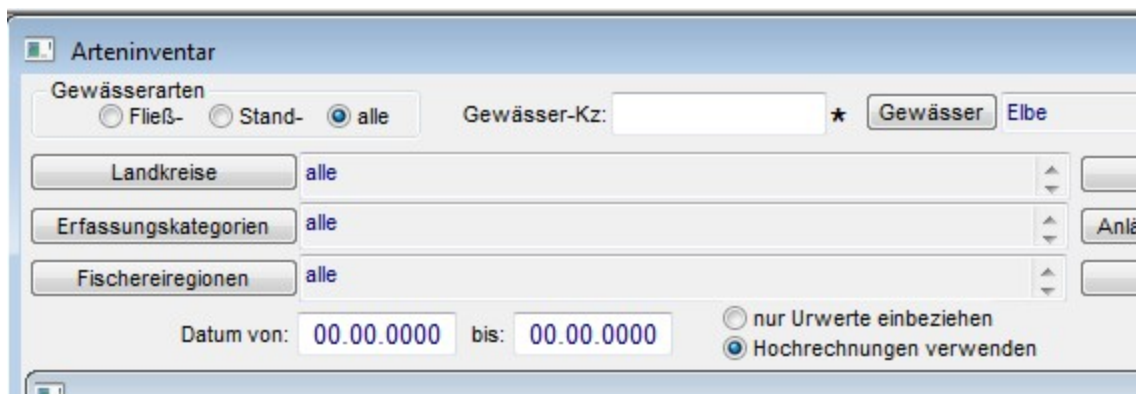 Arteninventar
Gewässerarten
Fließ- Stand- alle Gewässer-Kz: * Gewässer Elbe
Landkreise alle
Erfassungskategorien alle
Fischereiregionen alle
Datum von: 00.00.0000 bis: 00.00.0000
nur Urwerte einbeziehen
Hochrechnungen verwenden